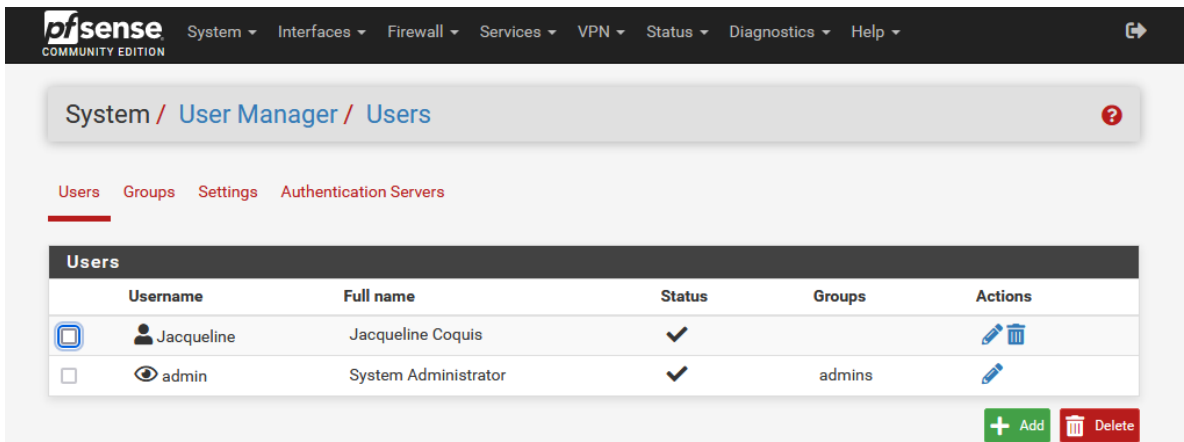 pfsense System Interfaces Firewall Services VPN Status Diagnostics Help
COMMUNITY EDITION
System / User Manager / Users
Users Groups Settings Authentication Servers
Users
Username Full name Status Groups Actions
Jacqueline Jacqueline Coquis
admin System Administrator admins
Add Delete